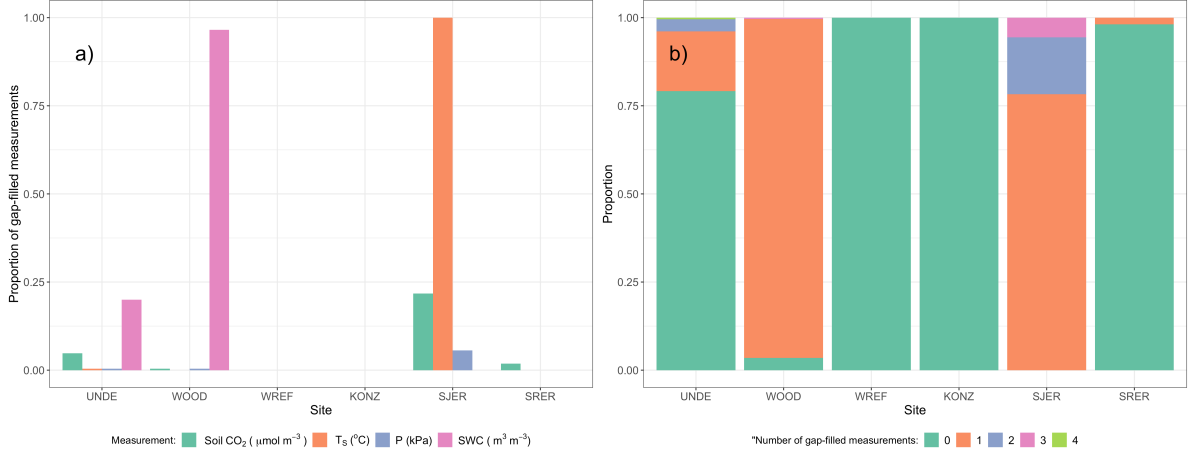 a)
1.00
0.75
0.50
0.25
0.00
Proportion of gap-filled measurements
UNDE WOOD WREF KONZ SJER SRER
Site
Measurement: Soil CO₂ ( μmol m⁻³ ) T_S (°C) P (kPa) SWC ( m³ m⁻³)
b)
1.00
0.75
0.50
0.25
0.00
Proportion
UNDE WOOD WREF KONZ SJER SRER
Site
"Number of gap-filled measurements: 0 1 2 3 4